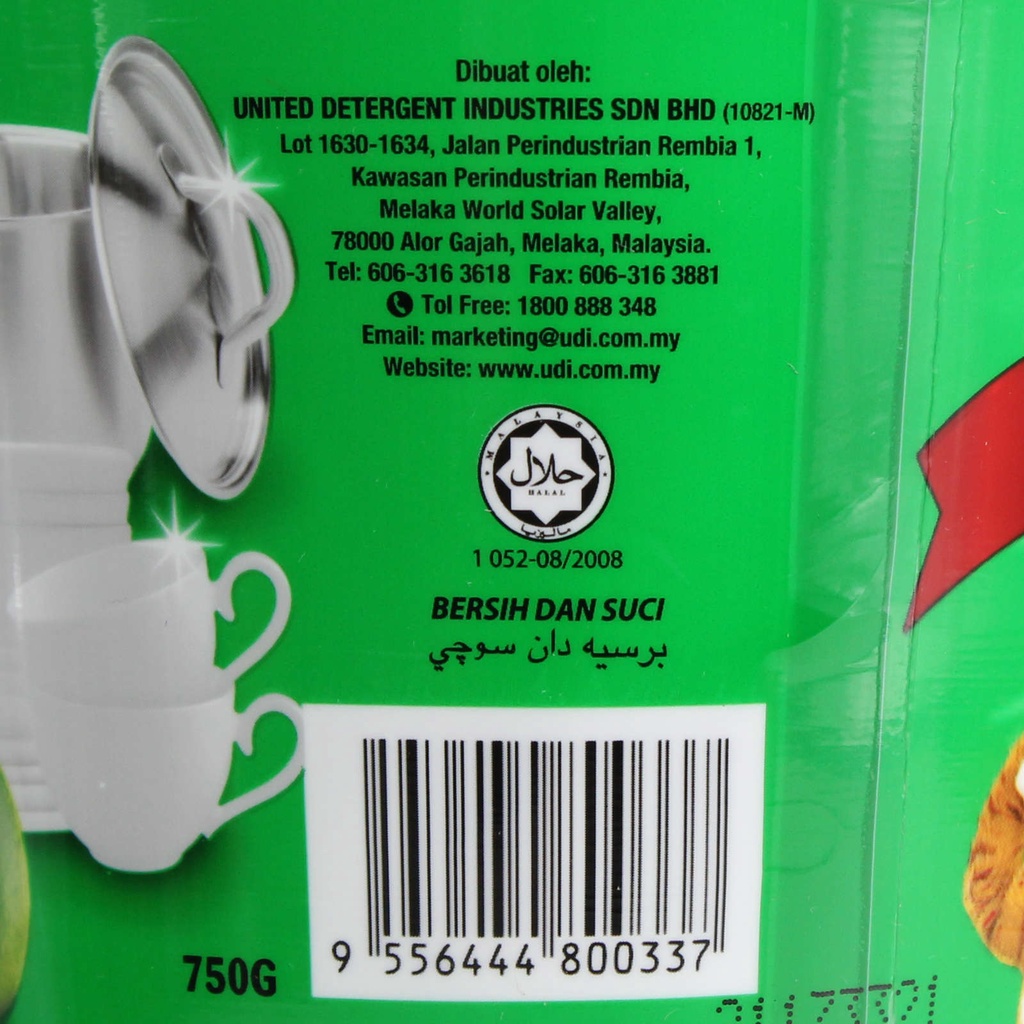 Dibuat oleh:
UNITED DETERGENT INDUSTRIES SDN BHD (10821-M)
Lot 1630-1634, Jalan Perindustrian Rembia 1,
Kawasan Perindustrian Rembia,
Melaka World Solar Valley,
78000 Alor Gajah, Melaka, Malaysia.
Tel: 606-316 3618 Fax: 606-316 3881
Tol Free: 1800 888 348
Email: marketing@udi.com.my
Website: www.udi.com.my
MALAYSIA
حلال
HALAL
مليسيا
1 052-08/2008
BERSIH DAN SUCI
برسيه دان سوچي
9 556444 800337
750G